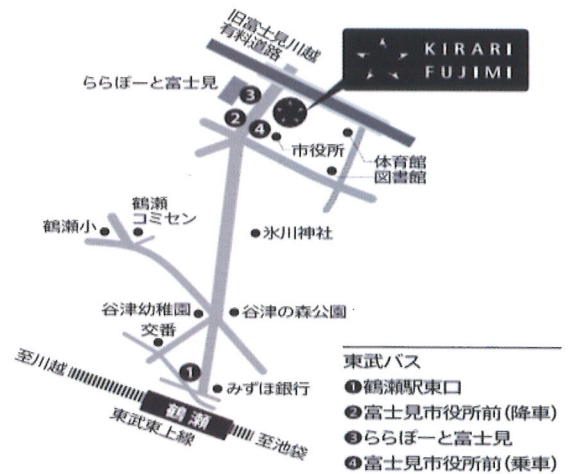 旧富士見川越
有料道路
KIRARI
FUJIMI
ららぽーと富士見
❸
❷
❹
市役所
体育館
図書館
鶴瀬
コミセン
鶴瀬小
氷川神社
谷津幼稚園
谷津の森公園
交番
❶
みずほ銀行
至川越
鶴瀬
東武東上線
至池袋
東武バス
❶鶴瀬駅東口
❷富士見市役所前(降車)
❸ららぽーと富士見
❹富士見市役所前(乗車)